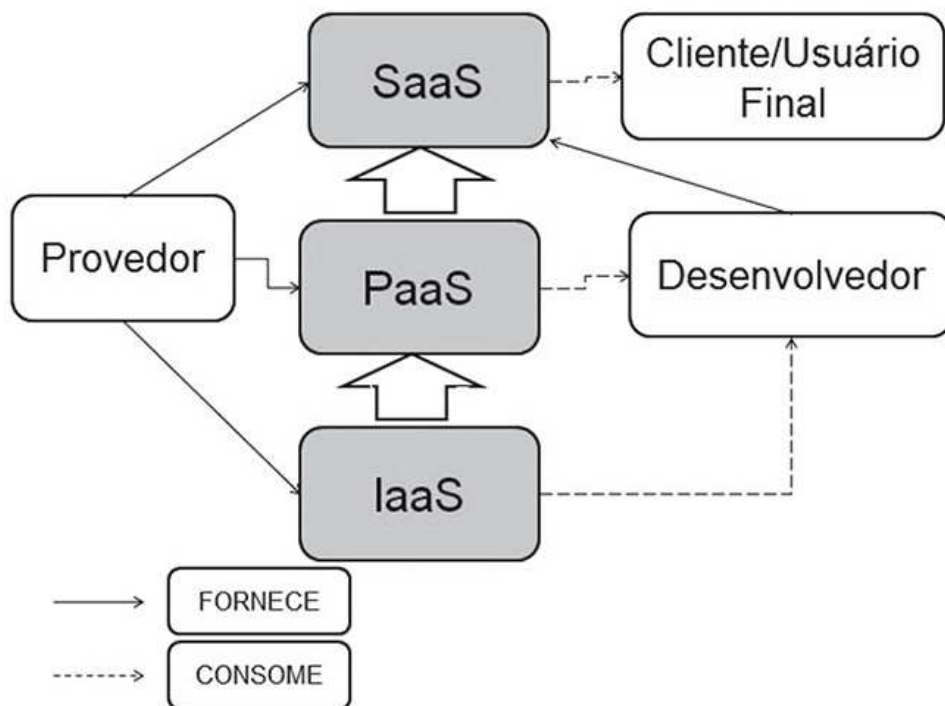 SaaS
Cliente/Usuário
Final
Provedor
PaaS
Desenvolvedor
IaaS
FORNECE
CONSOME